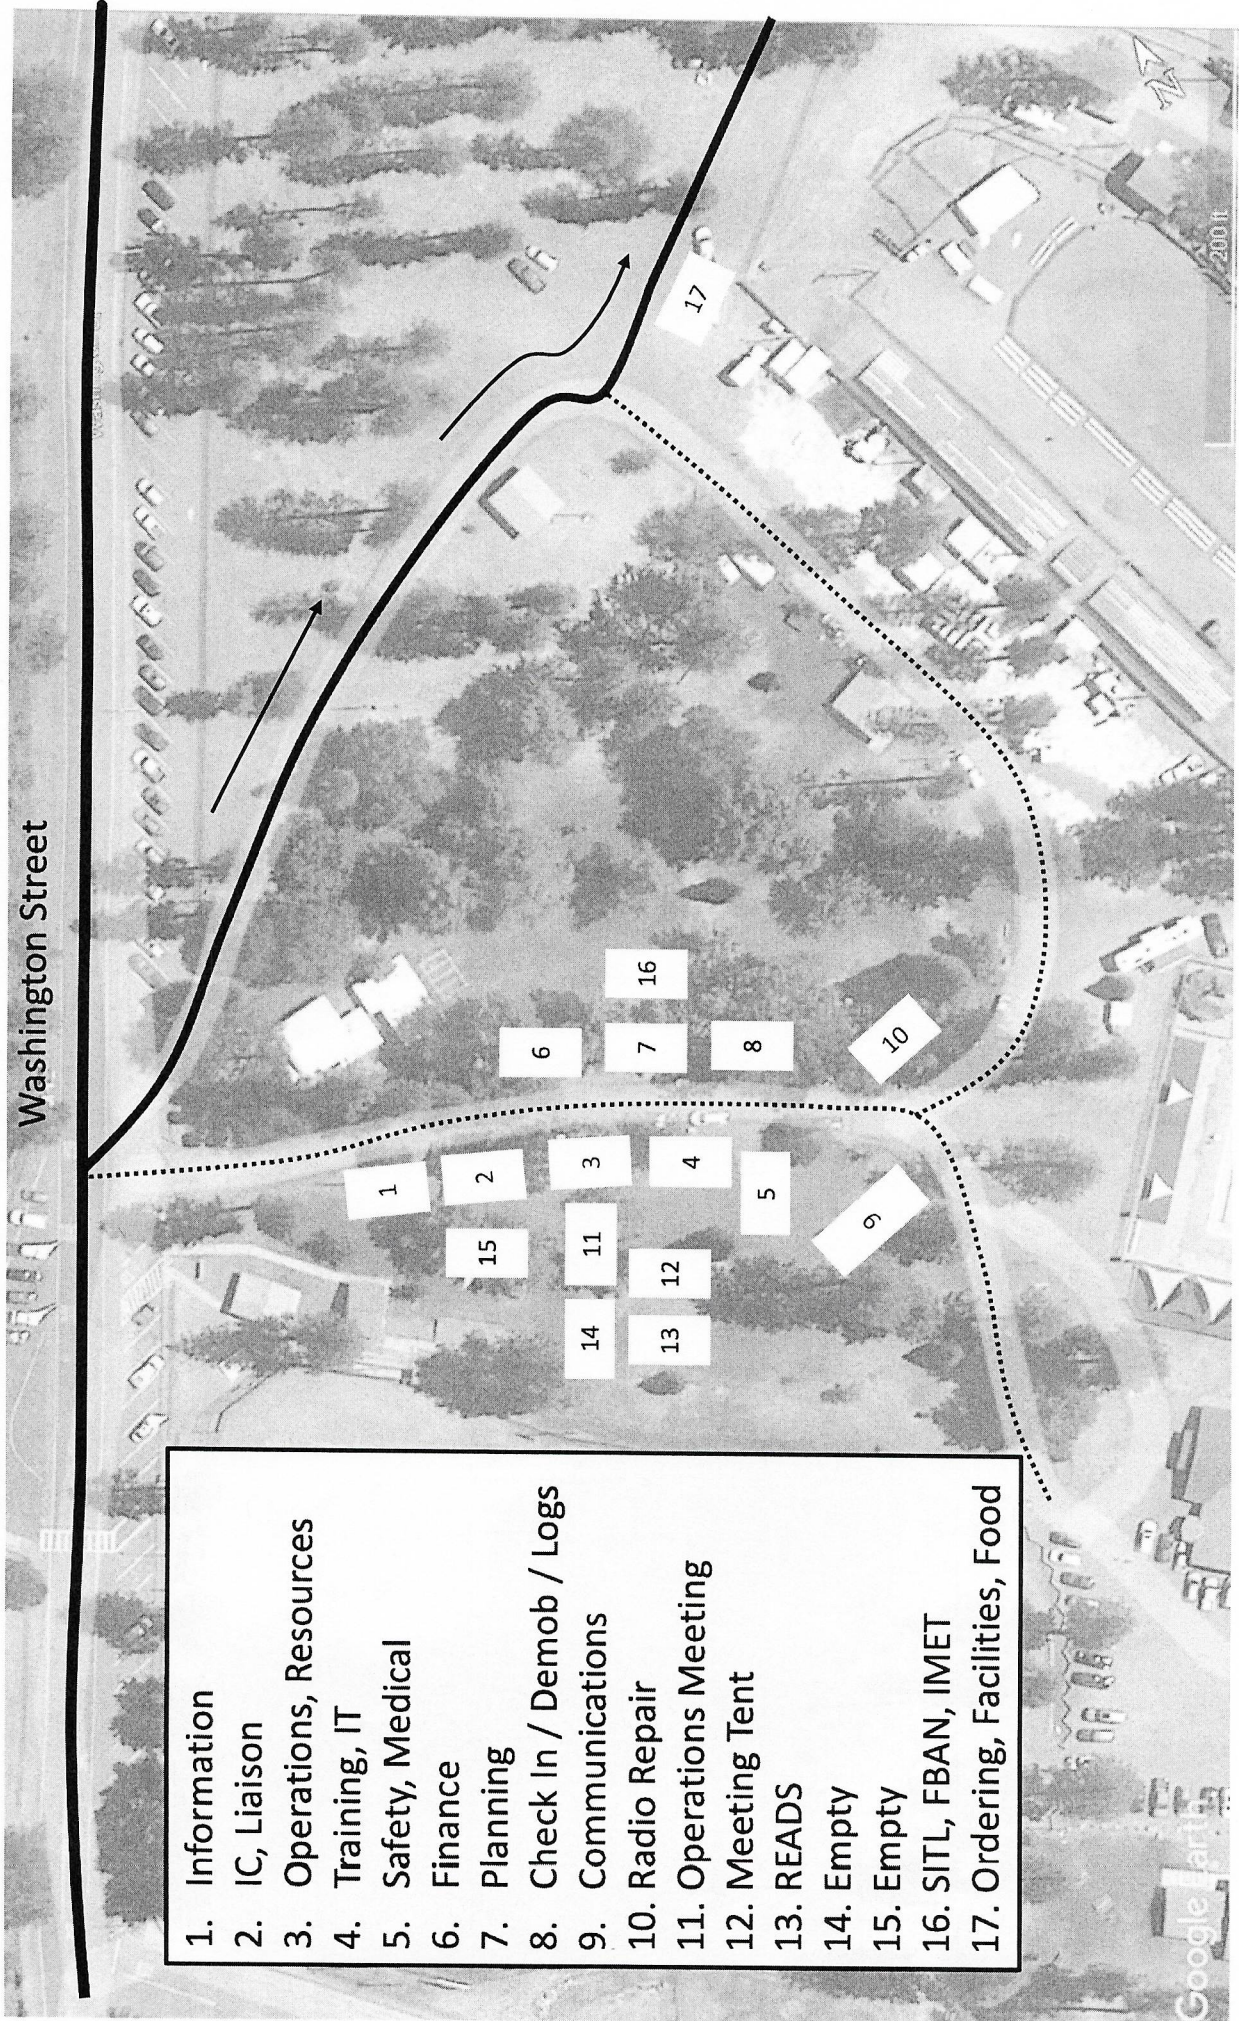 Washington Street
1. Information
2. IC, Liaison
3. Operations, Resources
4. Training, IT
5. Safety, Medical
6. Finance
7. Planning
8. Check In / Demob / Logs
9. Communications
10. Radio Repair
11. Operations Meeting
12. Meeting Tent
13. READS
14. Empty
15. Empty
16. SITL, FBAN, IMET
17. Ordering, Facilities, Food
1
2
3
4
5
6
7
8
9
10
11
12
13
14
15
16
17
N
200 ft
Google Earth